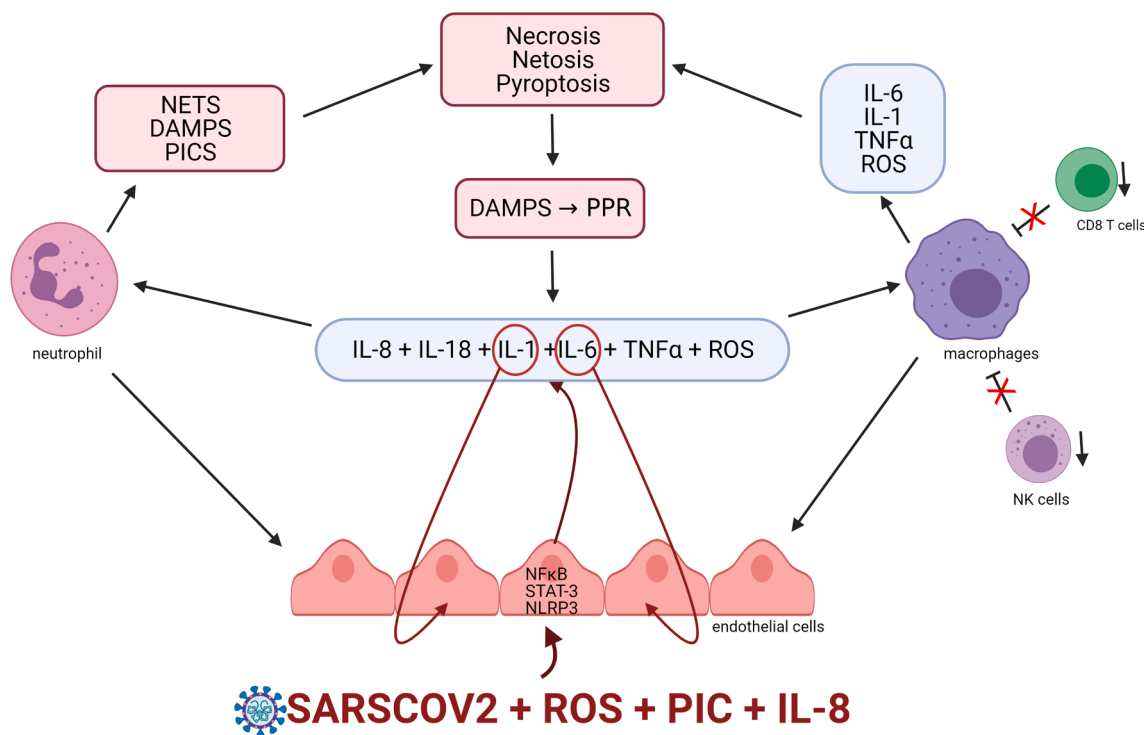 Necrosis
Netosis
Pyroptosis
NETS
DAMPS
PICS
IL-6
IL-1
TNFα
ROS
DAMPS → PPR
CD8 T cells
neutrophil
IL-8 + IL-18 + IL-1 + IL-6 + TNFα + ROS
macrophages
NK cells
NFκB
STAT-3
NLRP3
endothelial cells
SARSCOV2 + ROS + PIC + IL-8